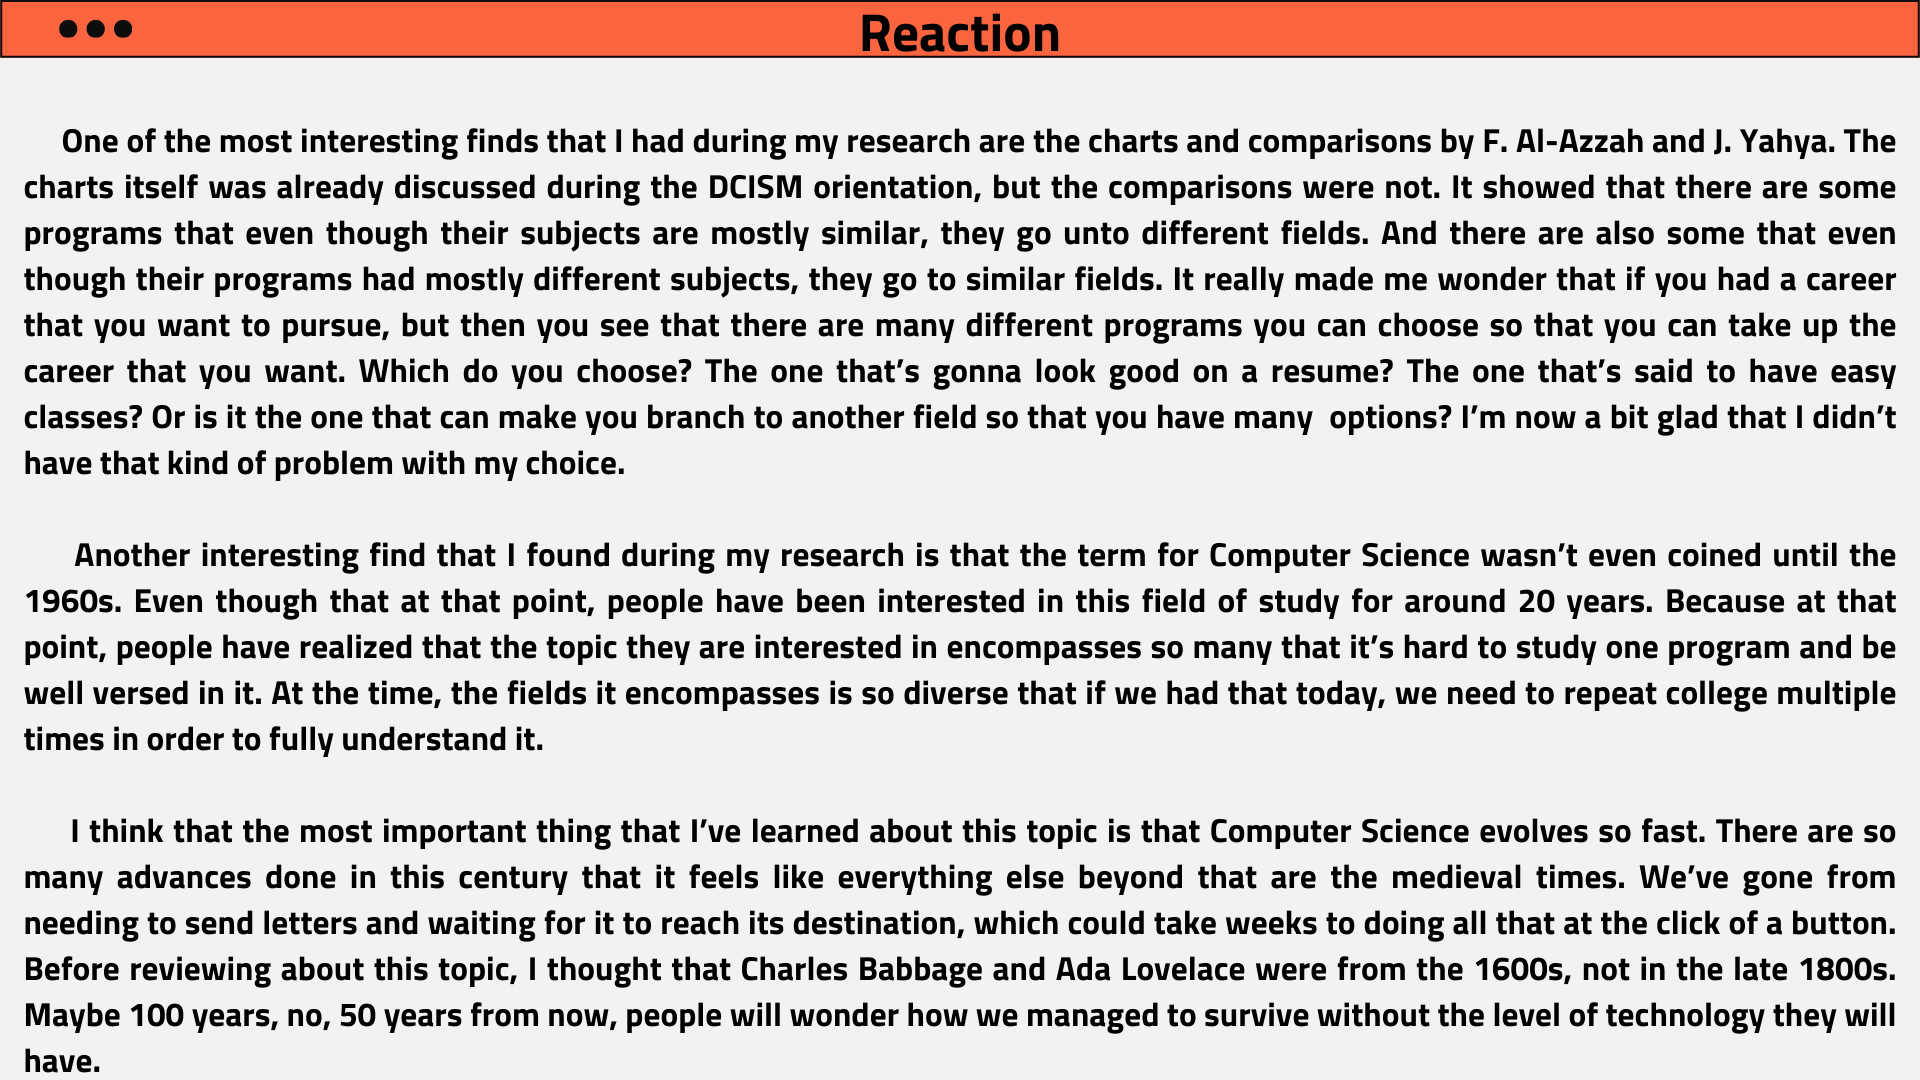 Reaction
One of the most interesting finds that I had during my research are the charts and comparisons by F. Al-Azzah and J. Yahya. The
charts itself was already discussed during the DCISM orientation, but the comparisons were not. It showed that there are some
programs that even though their subjects are mostly similar, they go unto different fields. And there are also some that even
though their programs had mostly different subjects, they go to similar fields. It really made me wonder that if you had a career
that you want to pursue, but then you see that there are many different programs you can choose so that you can take up the
career that you want. Which do you choose? The one that’s gonna look good on a resume? The one that’s said to have easy
classes? Or is it the one that can make you branch to another field so that you have many  options? I’m now a bit glad that I didn’t
have that kind of problem with my choice.
Another interesting find that I found during my research is that the term for Computer Science wasn’t even coined until the
1960s. Even though that at that point, people have been interested in this field of study for around 20 years. Because at that
point, people have realized that the topic they are interested in encompasses so many that it’s hard to study one program and be
well versed in it. At the time, the fields it encompasses is so diverse that if we had that today, we need to repeat college multiple
times in order to fully understand it.
I think that the most important thing that I’ve learned about this topic is that Computer Science evolves so fast. There are so
many advances done in this century that it feels like everything else beyond that are the medieval times. We’ve gone from
needing to send letters and waiting for it to reach its destination, which could take weeks to doing all that at the click of a button.
Before reviewing about this topic, I thought that Charles Babbage and Ada Lovelace were from the 1600s, not in the late 1800s.
Maybe 100 years, no, 50 years from now, people will wonder how we managed to survive without the level of technology they will
have.